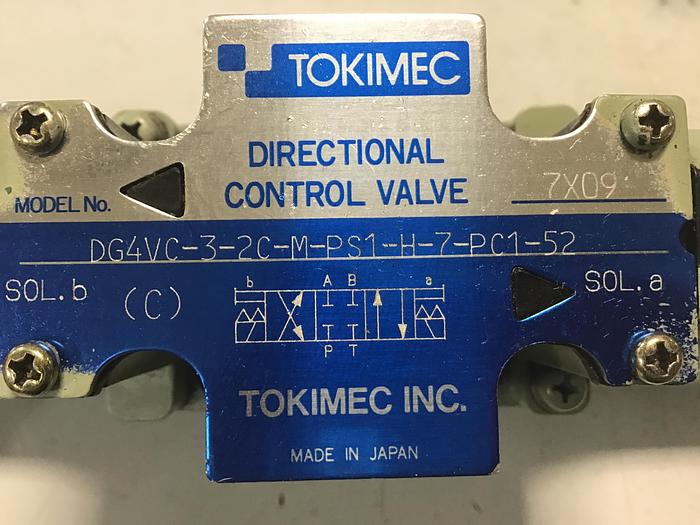 TOKIMEC
DIRECTIONAL
CONTROL VALVE
7X09
MODEL No.
DG4VC-3-2C-M-PS1-H-7-PC1-52
SOL.b
(C)
b
A B
a
P T
SOL.a
TOKIMEC INC.
MADE IN JAPAN